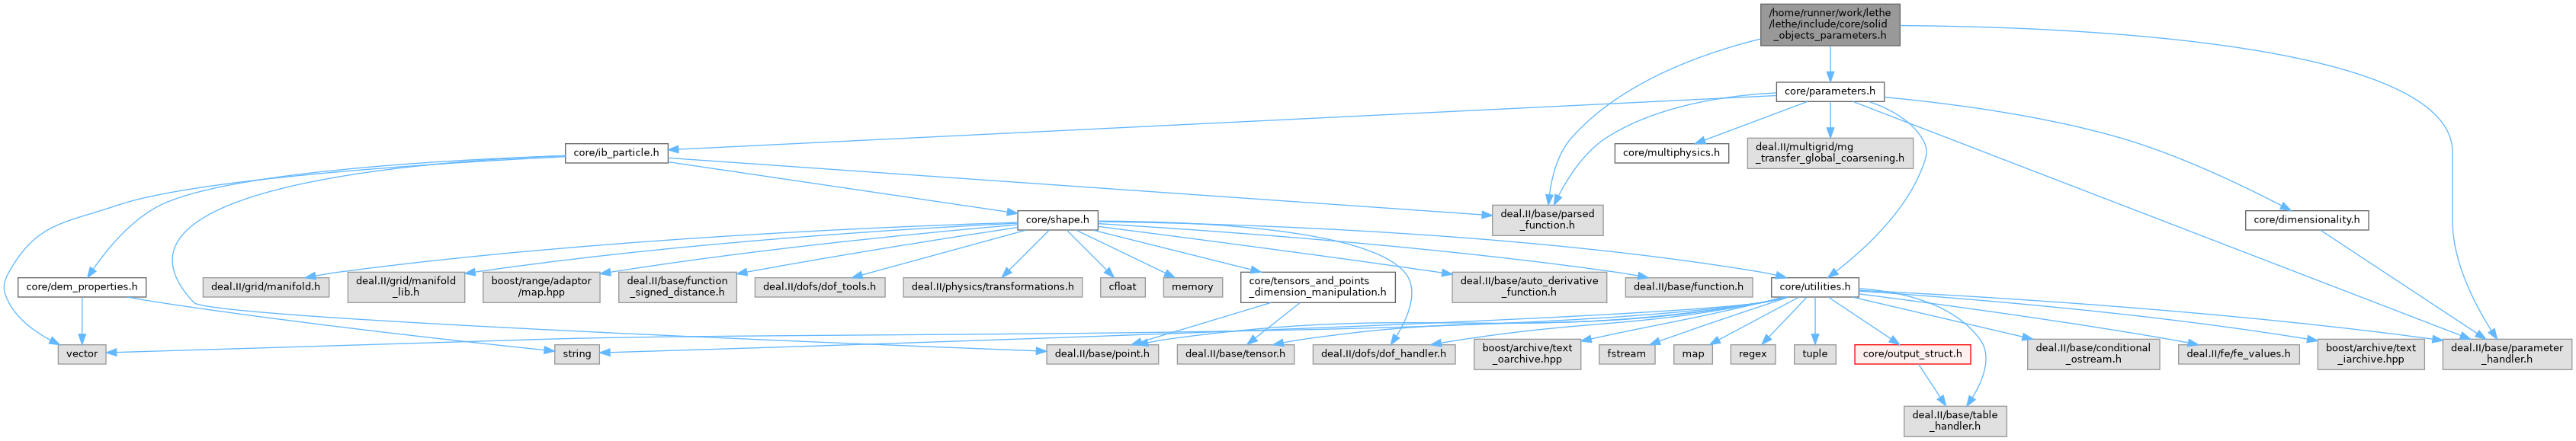 /home/runner/work/lethe
/lethe/include/core/solid
_objects_parameters.h
core/parameters.h
core/ib_particle.h
core/multiphysics.h
deal.II/multigrid/mg
_transfer_global_coarsening.h
core/shape.h
deal.II/base/parsed
_function.h
core/dimensionality.h
core/dem_properties.h
deal.II/grid/manifold.h
deal.II/grid/manifold
_lib.h
boost/range/adaptor
/map.hpp
deal.II/base/function
_signed_distance.h
deal.II/dofs/dof_tools.h
deal.II/physics/transformations.h
cfloat
memory
core/tensors_and_points
_dimension_manipulation.h
deal.II/base/auto_derivative
_function.h
deal.II/base/function.h
core/utilities.h
vector
string
deal.II/base/point.h
deal.II/base/tensor.h
deal.II/dofs/dof_handler.h
boost/archive/text
_oarchive.hpp
fstream
map
regex
tuple
core/output_struct.h
deal.II/base/conditional
_ostream.h
deal.II/fe/fe_values.h
boost/archive/text
_iarchive.hpp
deal.II/base/parameter
_handler.h
deal.II/base/table
_handler.h